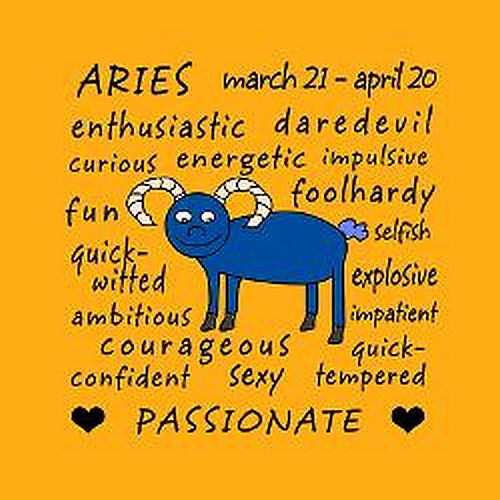 ARIES march 21 - april 20
enthusiastic daredevil
curious energetic impulsive
foolhardy
fun
selfish
quick-
witted
explosive
ambitious
impatient
courageous
quick-
tempered
confident sexy
PASSIONATE